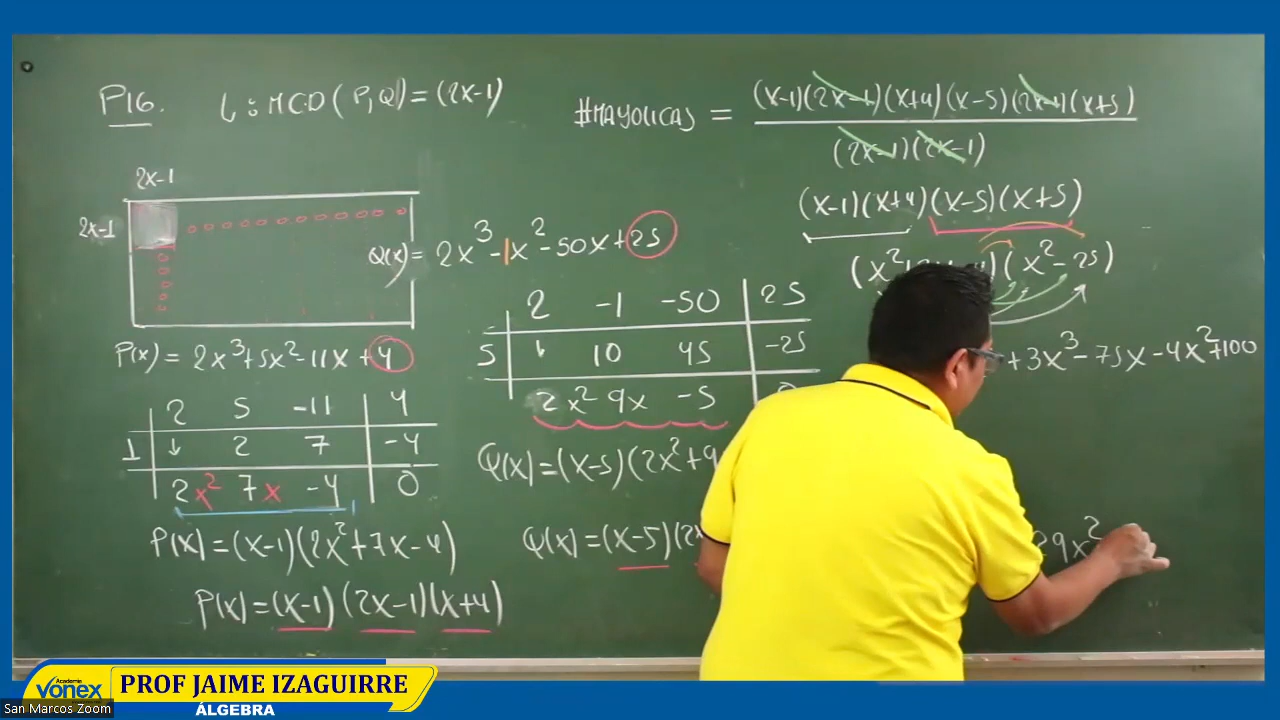 P16. L : MCD(P,Q)=(2x-1)
#MAYOLICAS = (x-1)(2x-1)(x+4)(x-5)(2x-1)(x+5)
(2x-1)(2x-1)
(x-1)(x+4)(x-5)(x+5)
(x² (x²-25)
+3x³-75x-4x²+100
29x²
2x-1
2x-1
Q(x) = 2x³-1x²-50x+25
2 -1 -50 25
5 ↓ 10 45 -25
2x² 9x -5
Q(x)=(x-5)(2x²+9
Q(x)=(x-5)(2x
P(x) = 2x³+5x²-11x+4
2 5 -11 4
1 ↓ 2 7 -4
2x² 7x -4 0
P(x)=(x-1)(2x²+7x-4)
P(x)=(x-1)(2x-1)(x+4)
Academia
vonex
PROF JAIME IZAGUIRRE
ÁLGEBRA
San Marcos Zoom